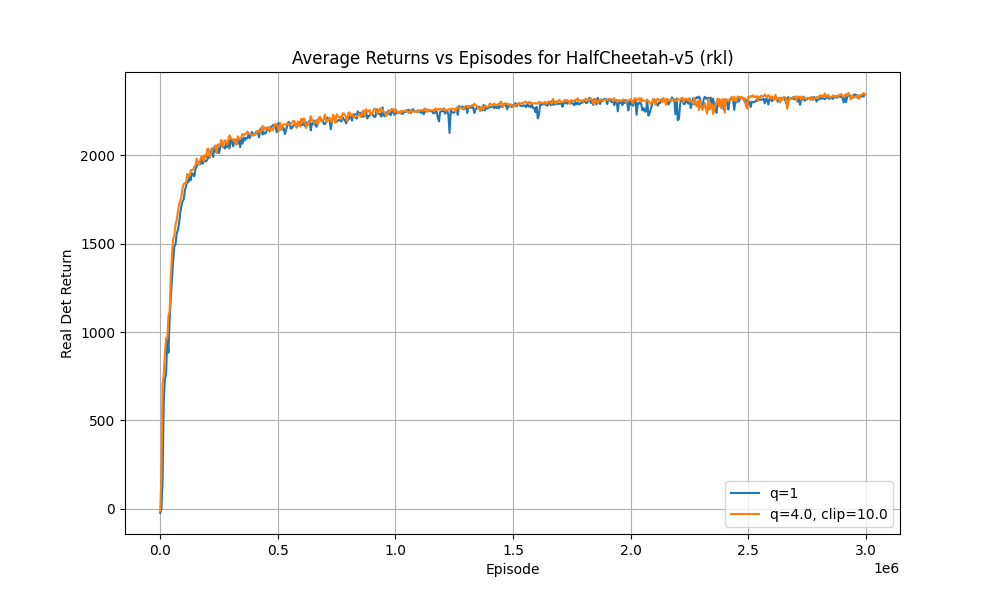 Average Returns vs Episodes for HalfCheetah-v5 (rkl)
Real Det Return
2000
1500
1000
500
0
0.0 0.5 1.0 1.5 2.0 2.5 3.0
1e6
Episode
q=1
q=4.0, clip=10.0